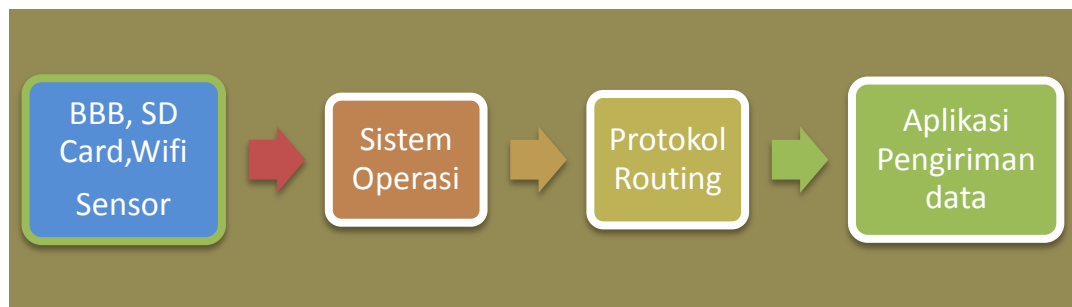 BBB, SD
Card,Wifi
Sensor
Sistem
Operasi
Protokol
Routing
Aplikasi
Pengiriman
data